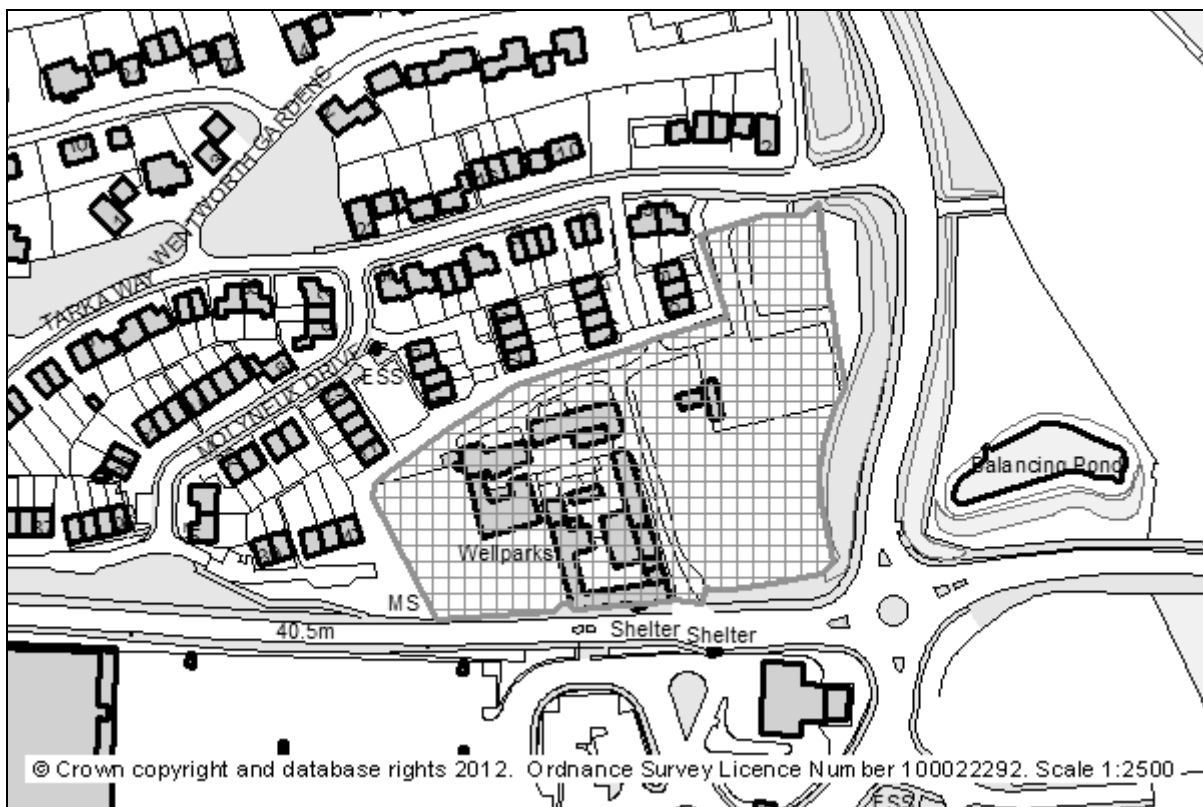 WENTWORTH GARDENS
TARKA WAY
MOLYNEUX DRIVE
ESS
Balancing Pond
Wellparks
MS
40.5m
Shelter
Shelter
© Crown copyright and database rights 2012. Ordnance Survey Licence Number 100022292. Scale 1:2500
ESS